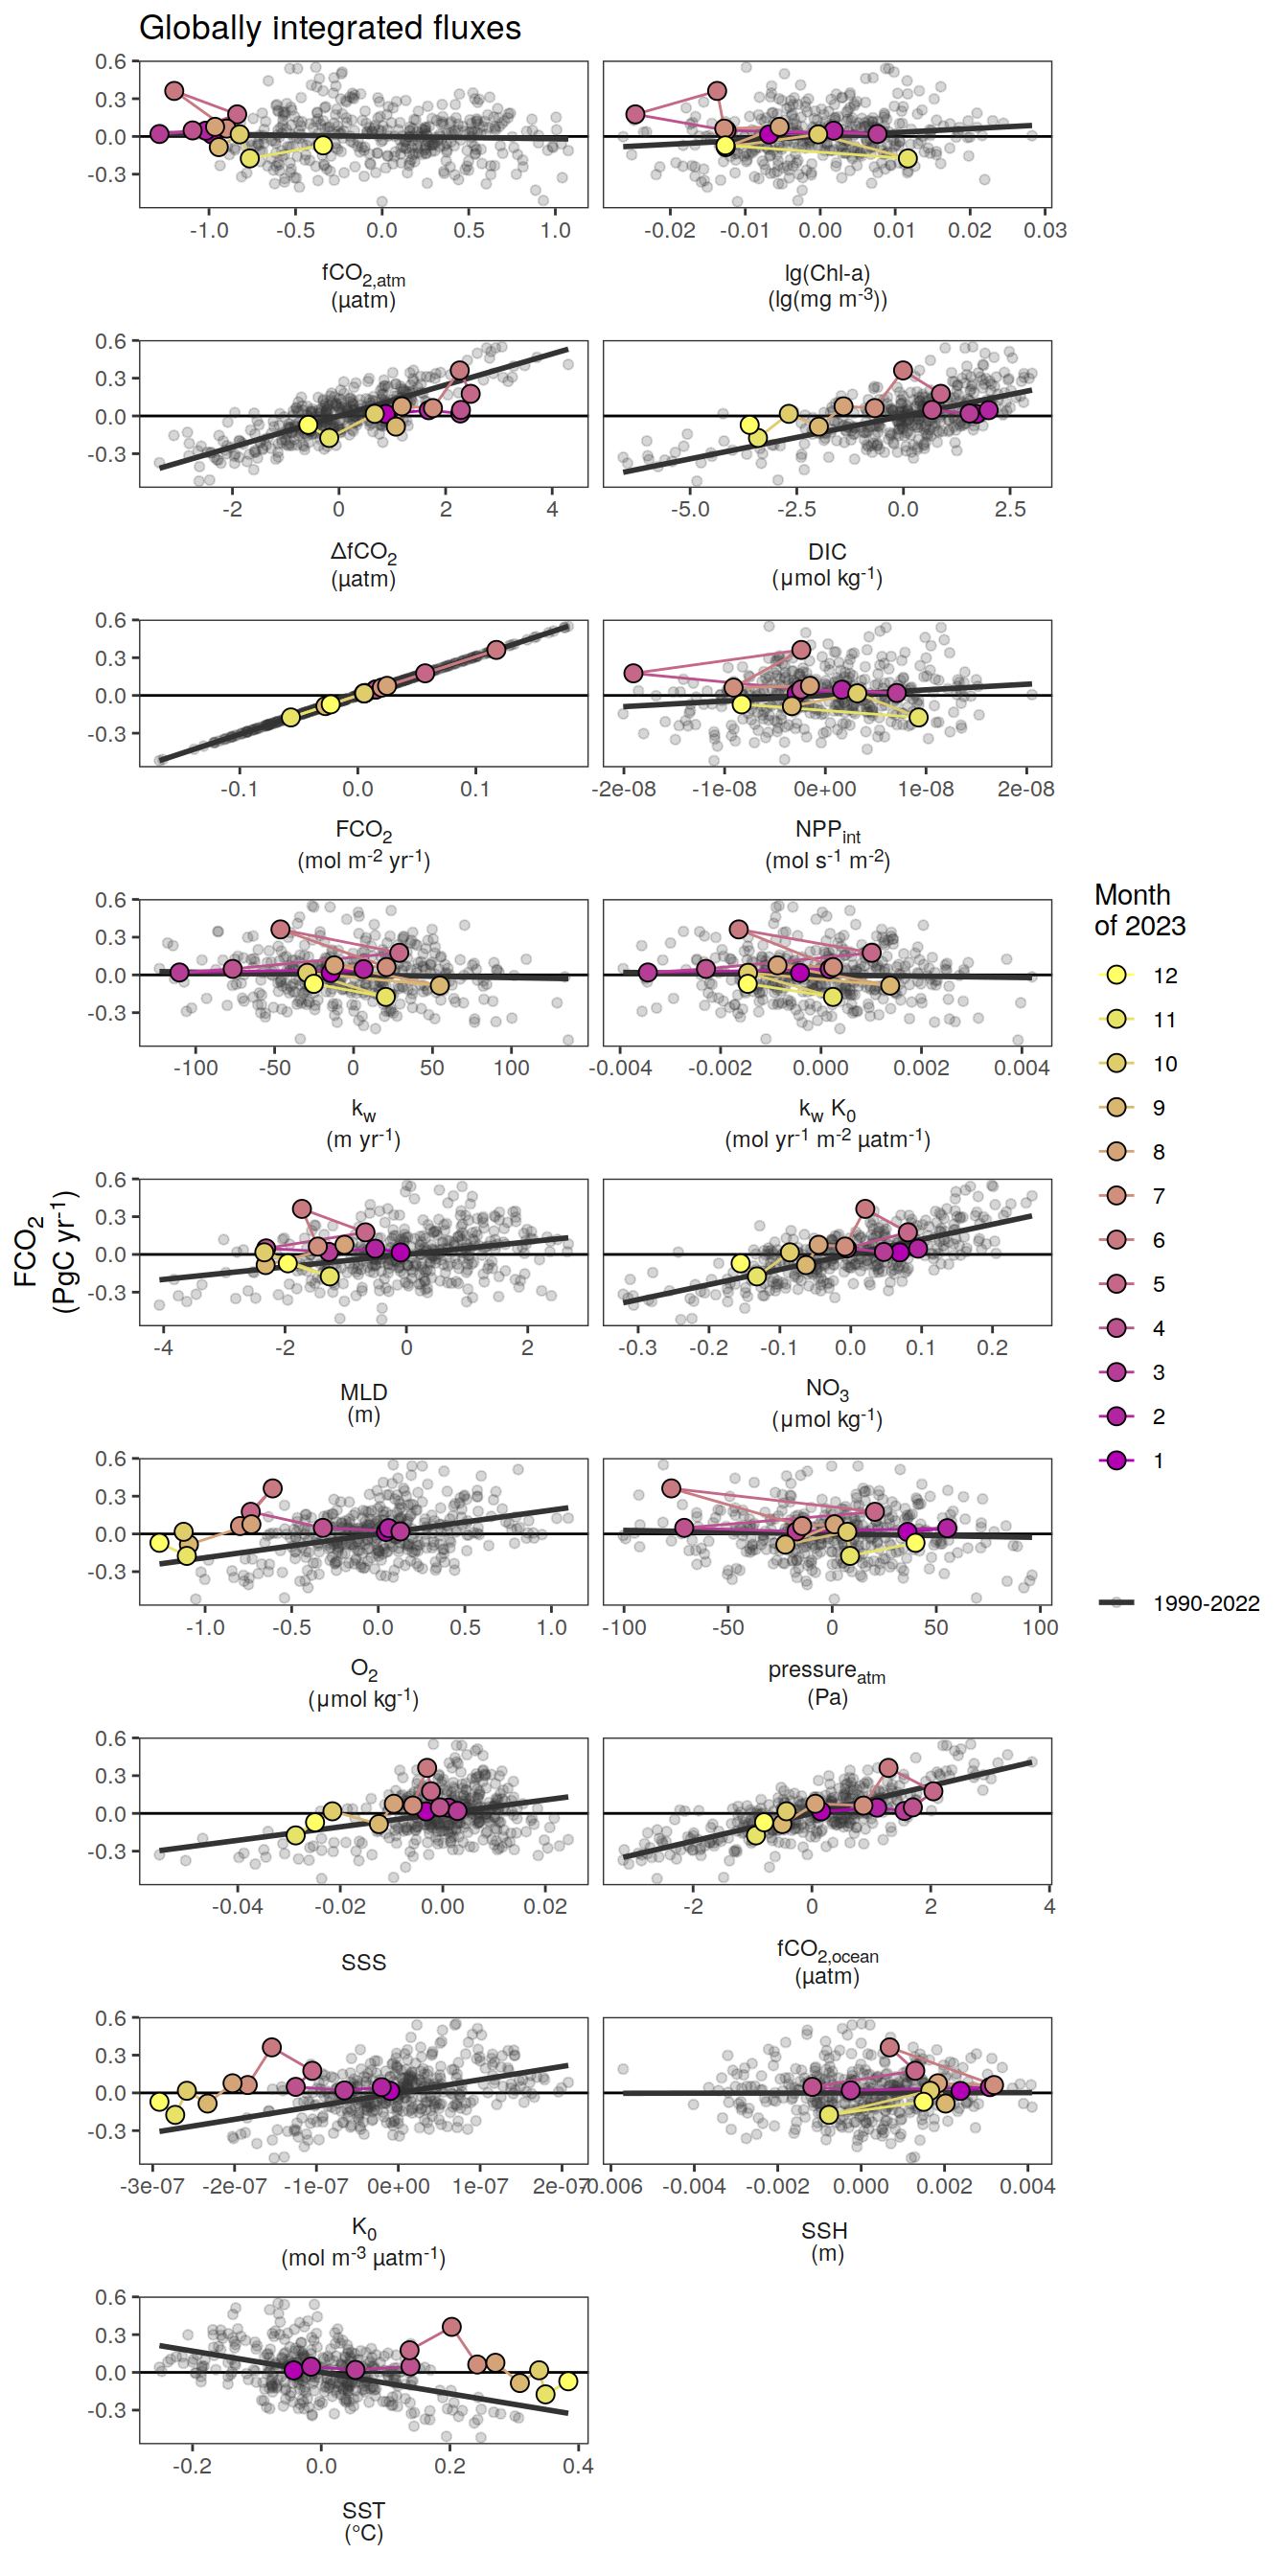 Globally integrated fluxes
0.6
0.3
0.0
-0.3
-1.0 -0.5 0.0 0.5 1.0
-0.02 -0.01 0.00 0.01 0.02 0.03
fCO2,atm
(µatm)
lg(Chl-a)
(lg(mg m-3))
0.6
0.3
0.0
-0.3
-2 0 2 4
-5.0 -2.5 0.0 2.5
ΔfCO2
(µatm)
DIC
(µmol kg-1)
0.6
0.3
0.0
-0.3
-0.1 0.0 0.1
-2e-08 -1e-08 0e+00 1e-08 2e-08
FCO2
(mol m-2 yr-1)
NPPint
(mol s-1 m-2)
0.6
0.3
0.0
-0.3
-100 -50 0 50 100
-0.004 -0.002 0.000 0.002 0.004
kw
(m yr-1)
kw K0
(mol yr-1 m-2 µatm-1)
FCO2
(PgC yr-1)
0.6
0.3
0.0
-0.3
-4 -2 0 2
-0.3 -0.2 -0.1 0.0 0.1 0.2
MLD
(m)
NO3
(µmol kg-1)
0.6
0.3
0.0
-0.3
-1.0 -0.5 0.0 0.5 1.0
-100 -50 0 50 100
O2
(µmol kg-1)
pressureatm
(Pa)
0.6
0.3
0.0
-0.3
-0.04 -0.02 0.00 0.02
-2 0 2 4
SSS
fCO2,ocean
(µatm)
0.6
0.3
0.0
-0.3
-3e-07 -2e-07 -1e-07 0e+00 1e-07 2e-07
0.006 -0.004 -0.002 0.000 0.002 0.004
K0
(mol m-3 µatm-1)
SSH
(m)
0.6
0.3
0.0
-0.3
-0.2 0.0 0.2 0.4
SST
(°C)
Month
of 2023
12
11
10
9
8
7
6
5
4
3
2
1
1990-2022